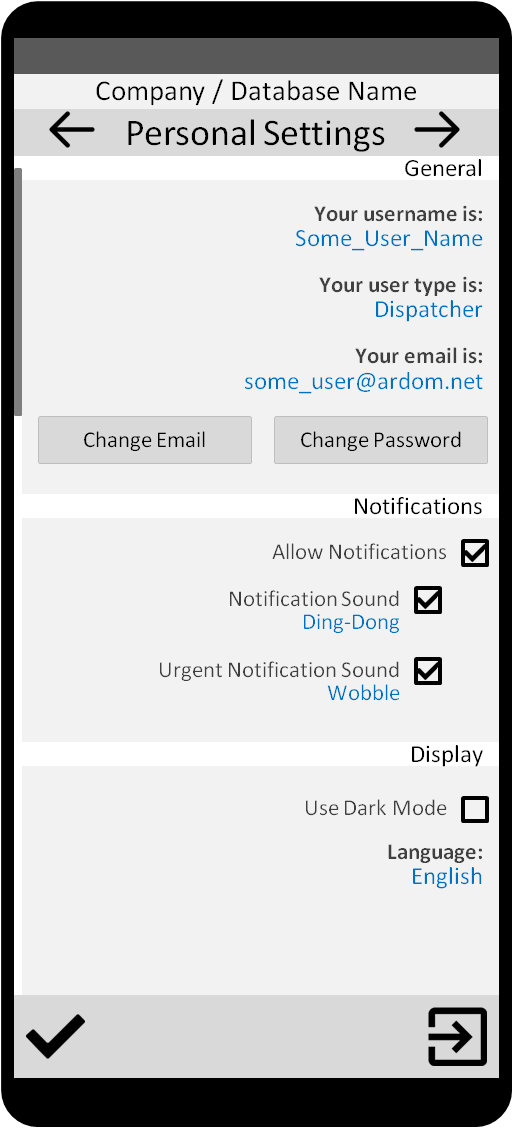 Company / Database Name
Personal Settings
General
Your username is:
Some_User_Name
Your user type is:
Dispatcher
Your email is:
some_user@ardom.net
Change Email
Change Password
Notifications
Allow Notifications
Notification Sound
Ding-Dong
Urgent Notification Sound
Wobble
Display
Use Dark Mode
Language:
English